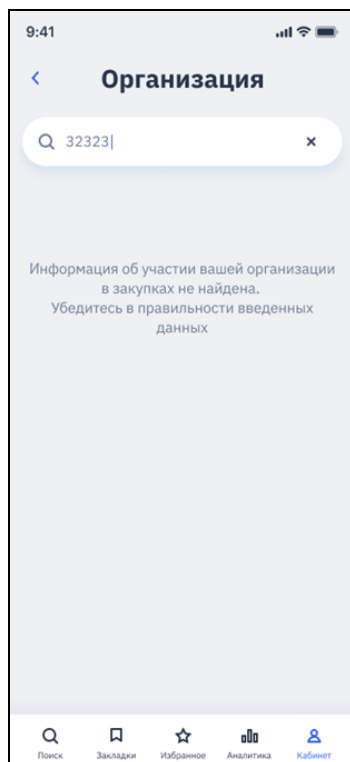 9:41
Организация
32323
Информация об участии вашей организации
в закупках не найдена.
Убедитесь в правильности введенных
данных
Поиск
Закладки
Избранное
Аналитика
Кабинет